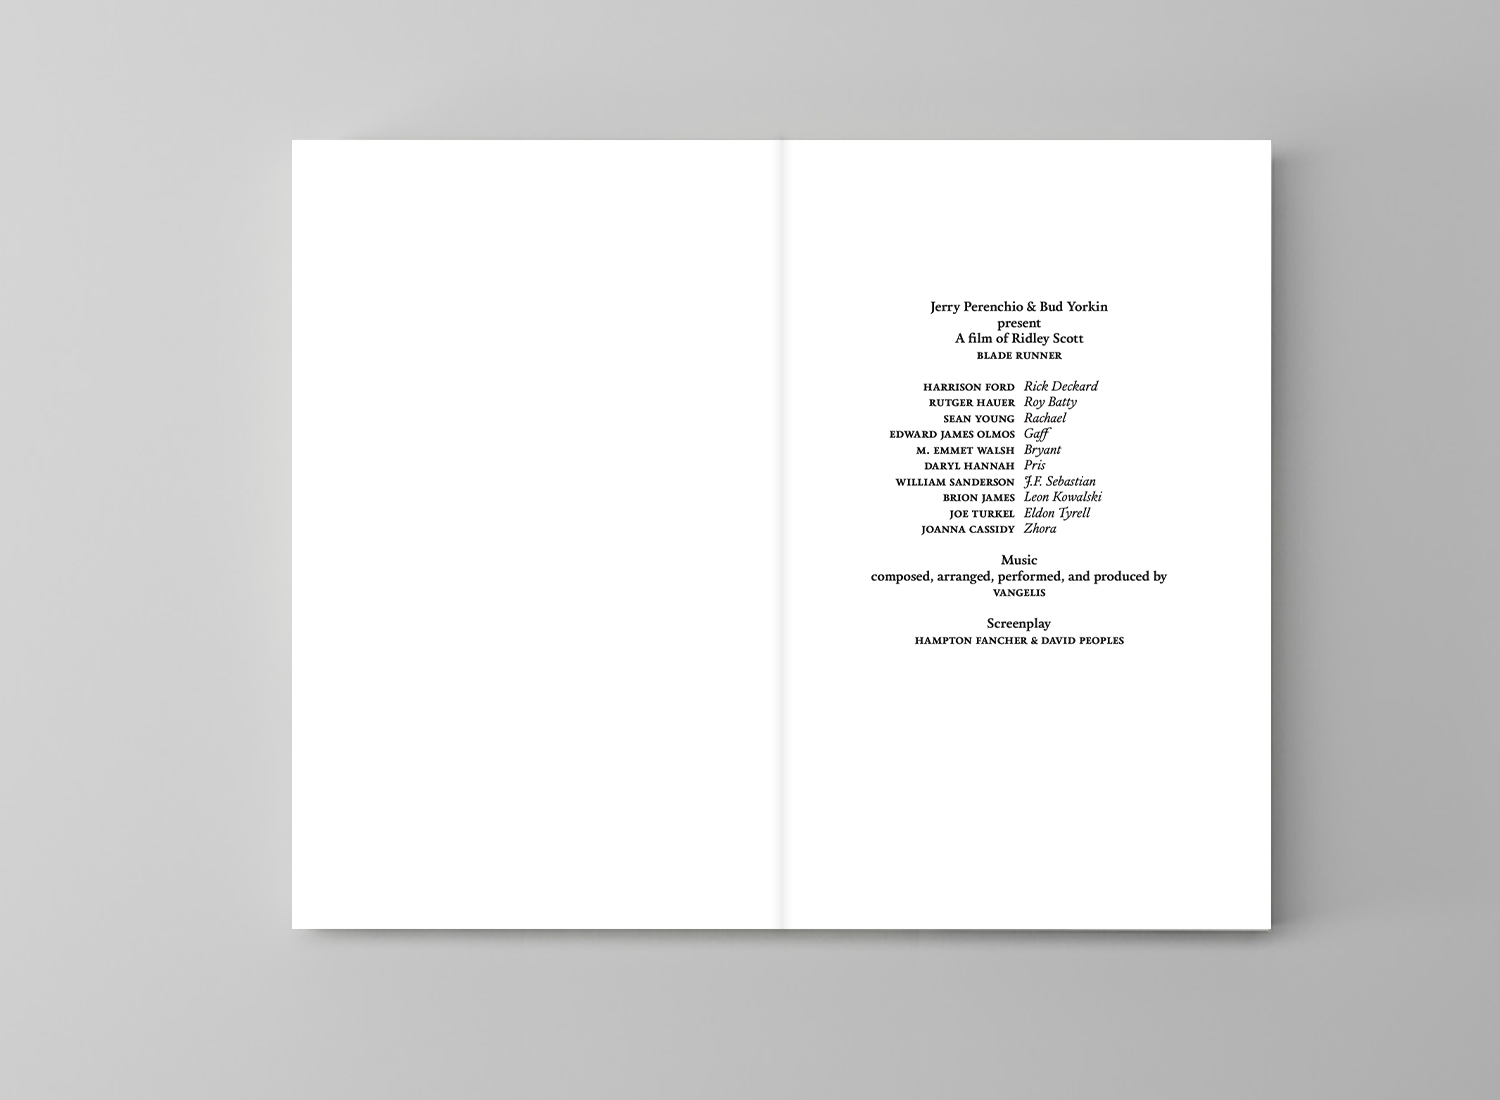 Jerry Perenchio & Bud Yorkin
present
A film of Ridley Scott
BLADE RUNNER
HARRISON FORD Rick Deckard
RUTGER HAUER Roy Batty
SEAN YOUNG Rachael
EDWARD JAMES OLMOS Gaff
M. EMMET WALSH Bryant
DARYL HANNAH Pris
WILLIAM SANDERSON J.F. Sebastian
BRION JAMES Leon Kowalski
JOE TURKEL Eldon Tyrell
JOANNA CASSIDY Zhora
Music
composed, arranged, performed, and produced by
VANGELIS
Screenplay
HAMPTON FANCHER & DAVID PEOPLES